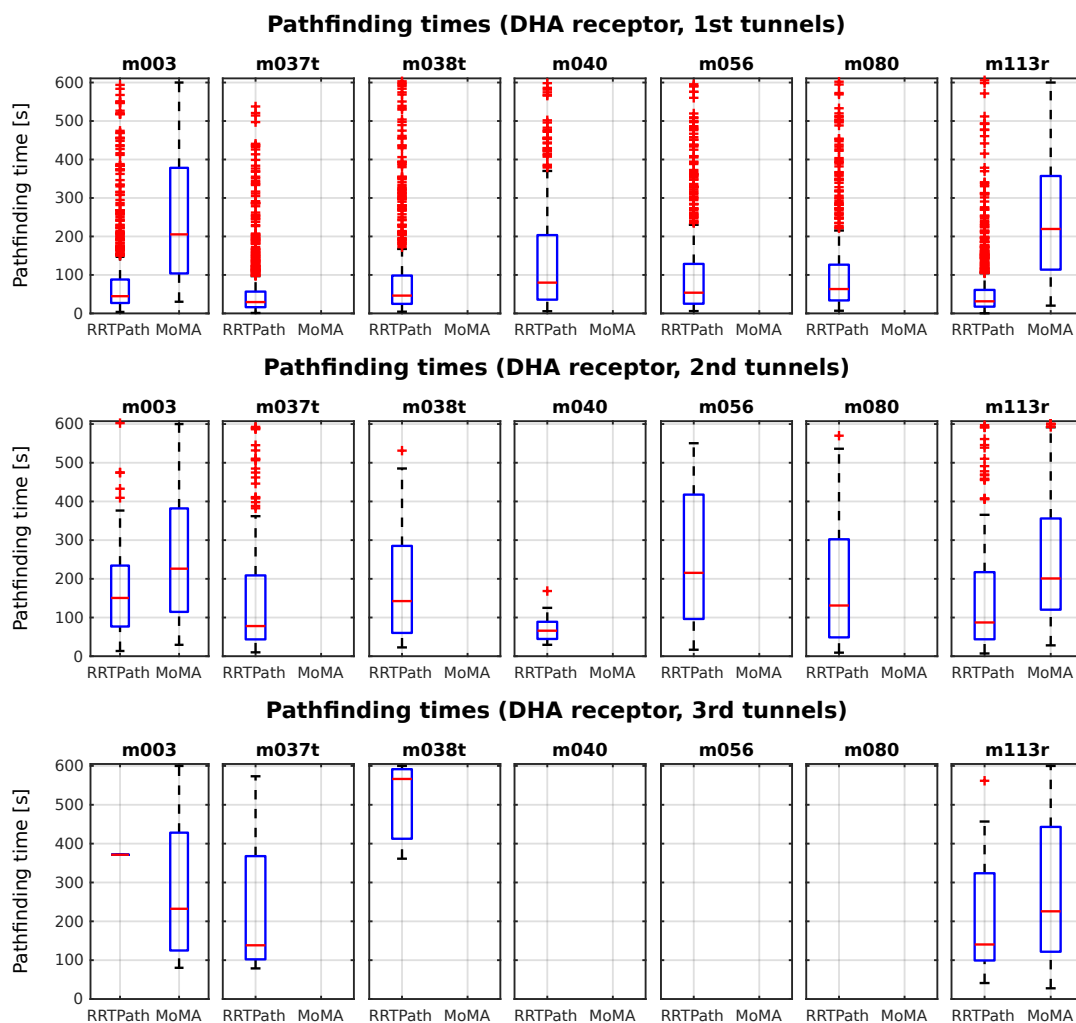 Pathfinding times (DHA receptor, 1st tunnels)
m003 m037t m038t m040 m056 m080 m113r
Pathfinding time [s]
600
500
400
300
200
100
0
RRTPath MoMA RRTPath MoMA RRTPath MoMA RRTPath MoMA RRTPath MoMA RRTPath MoMA RRTPath MoMA
Pathfinding times (DHA receptor, 2nd tunnels)
m003 m037t m038t m040 m056 m080 m113r
Pathfinding time [s]
600
500
400
300
200
100
0
RRTPath MoMA RRTPath MoMA RRTPath MoMA RRTPath MoMA RRTPath MoMA RRTPath MoMA RRTPath MoMA
Pathfinding times (DHA receptor, 3rd tunnels)
m003 m037t m038t m040 m056 m080 m113r
Pathfinding time [s]
600
500
400
300
200
100
0
RRTPath MoMA RRTPath MoMA RRTPath MoMA RRTPath MoMA RRTPath MoMA RRTPath MoMA RRTPath MoMA